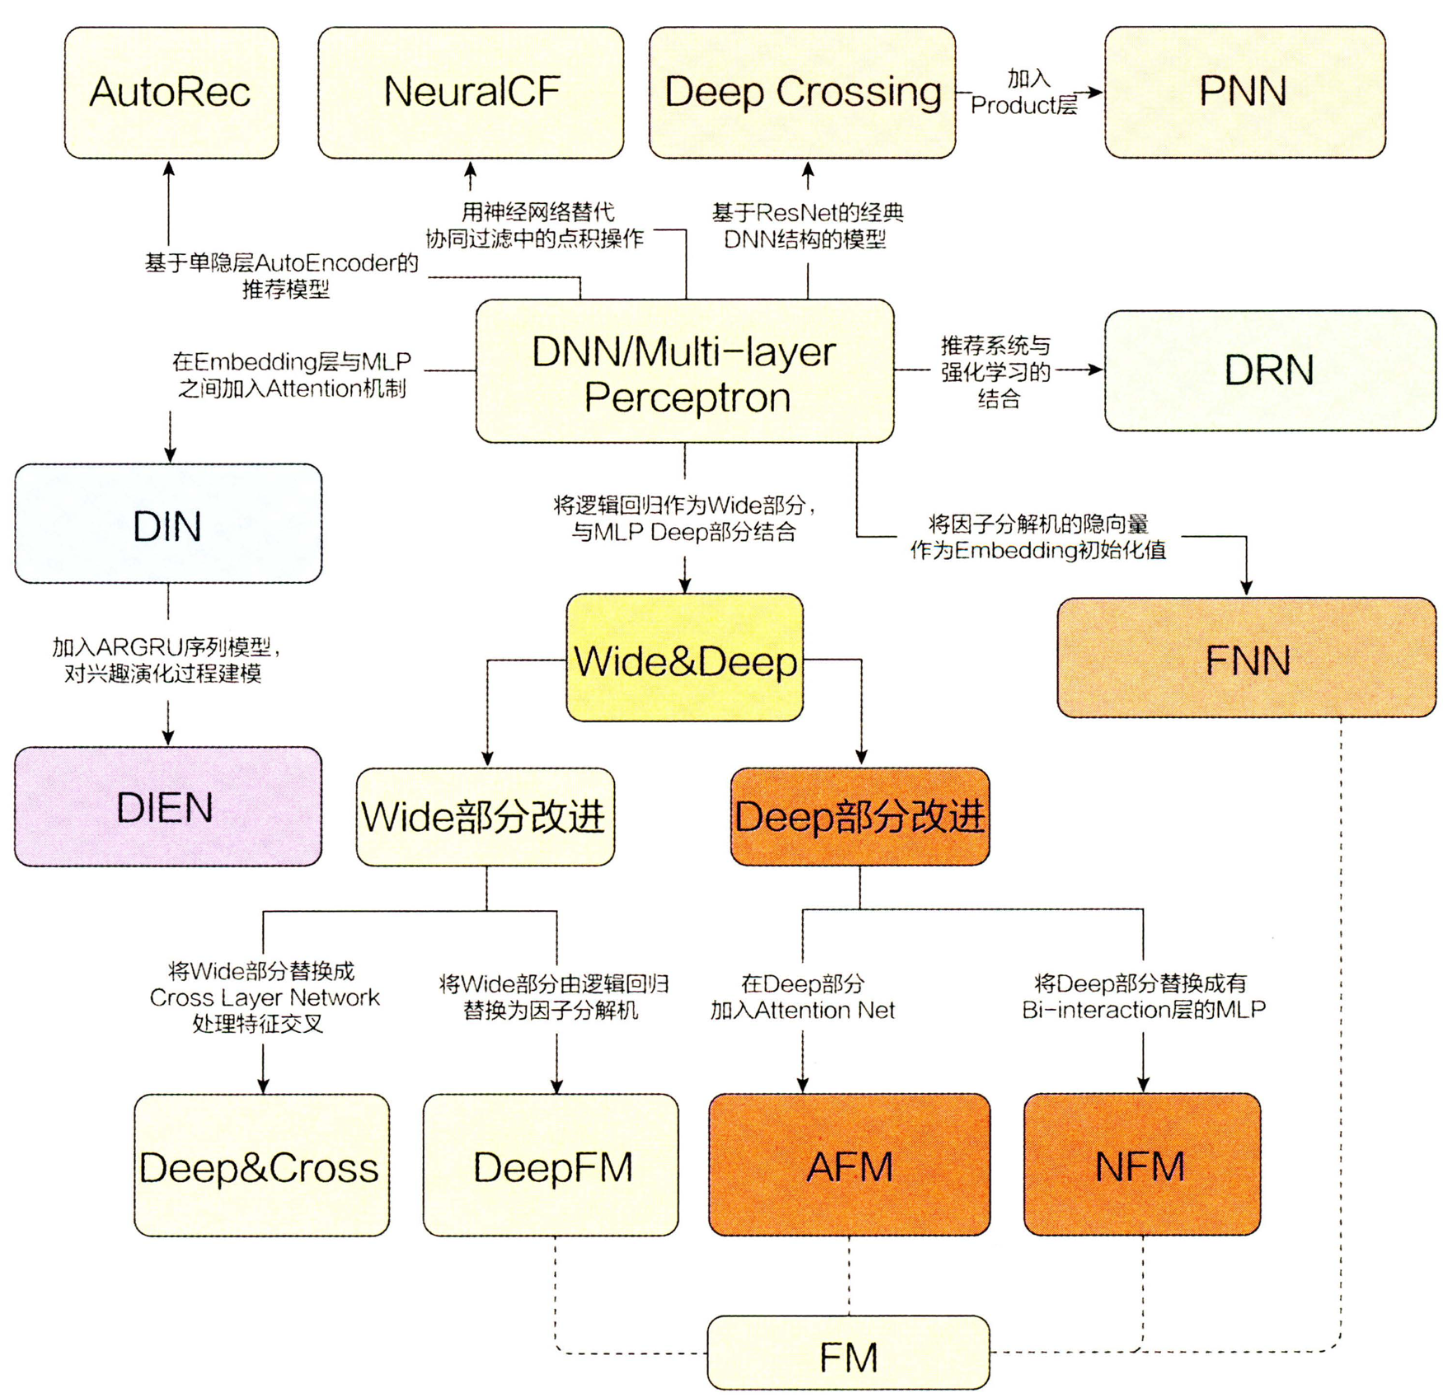 AutoRec
NeuralCF
Deep Crossing
加入
Product层
PNN
用神经网络替代
协同过滤中的点积操作
基于ResNet的经典
DNN结构的模型
基于单隐层AutoEncoder的
推荐模型
DNN/Multi-layer
Perceptron
在Embedding层与MLP
之间加入Attention机制
推荐系统与
强化学习的
结合
DRN
DIN
将逻辑回归作为Wide部分，
与MLP Deep部分结合
将因子分解机的隐向量
作为Embedding初始化值
加入ARGRU序列模型，
对兴趣演化过程建模
Wide&Deep
FNN
DIEN
Wide部分改进
Deep部分改进
将Wide部分替换成
Cross Layer Network
处理特征交叉
将Wide部分由逻辑回归
替换为因子分解机
在Deep部分
加入Attention Net
将Deep部分替换成有
Bi-interaction层的MLP
Deep&Cross
DeepFM
AFM
NFM
FM